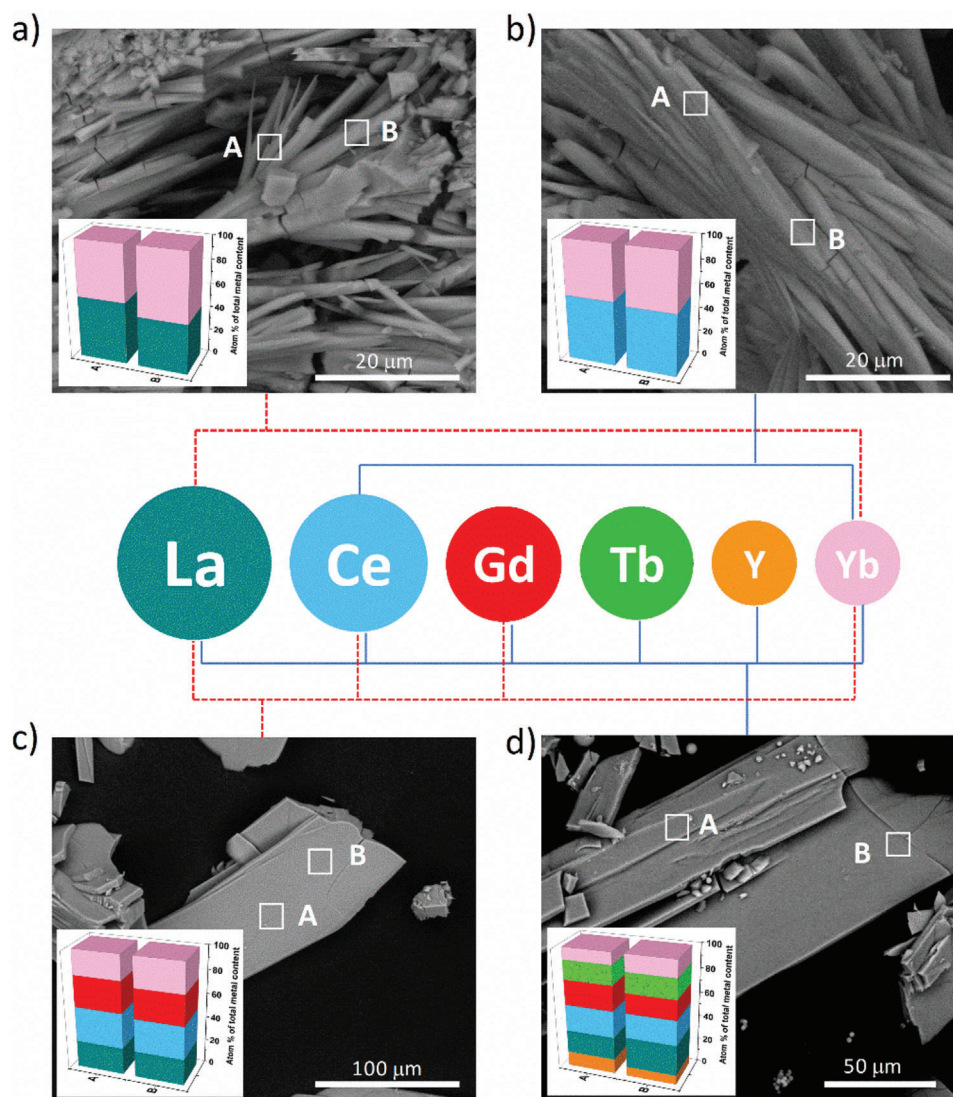 a)
A
B
100
80
60
40
20
0
Atom % of total metal content
A
B
20 μm
b)
A
B
100
80
60
40
20
0
Atom % of total metal content
A
B
20 μm
La
Ce
Gd
Tb
Y
Yb
c)
B
A
100
80
60
40
20
0
Atom % of total metal content
A
B
100 μm
d)
A
B
100
80
60
40
20
0
Atom % of total metal content
A
B
50 μm